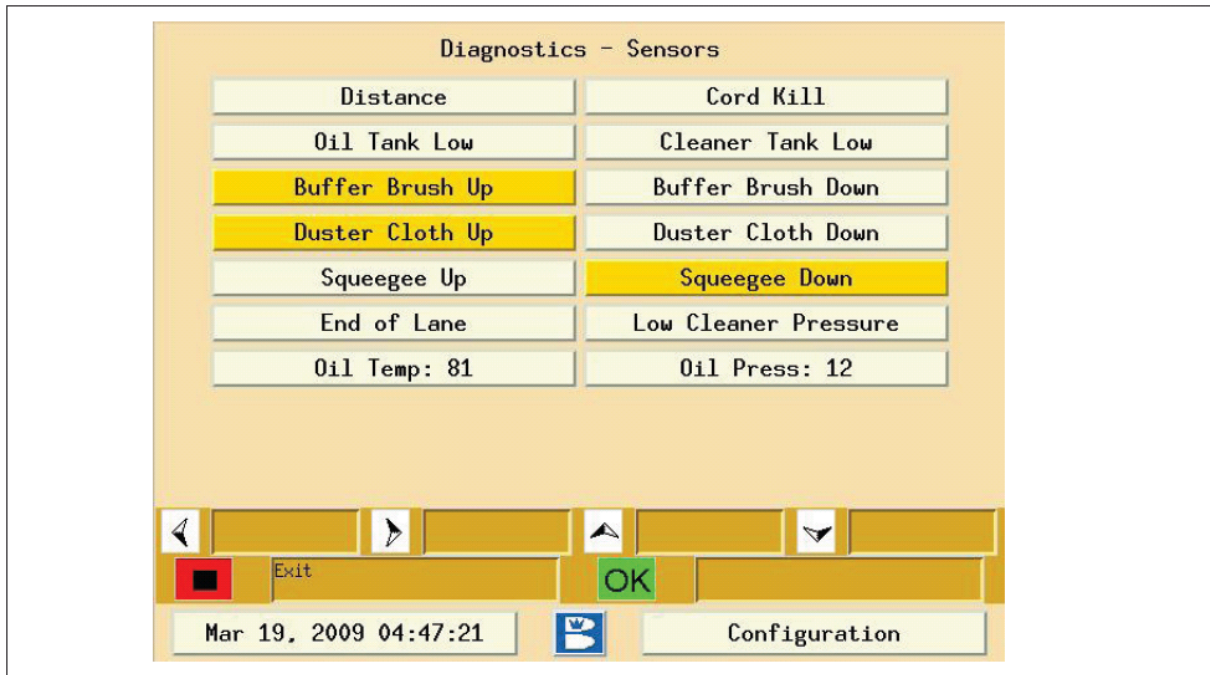 Diagnostics - Sensors
Distance
Cord Kill
Oil Tank Low
Cleaner Tank Low
Buffer Brush Up
Buffer Brush Down
Duster Cloth Up
Duster Cloth Down
Squeegee Up
Squeegee Down
End of Lane
Low Cleaner Pressure
Oil Temp: 81
Oil Press: 12
Exit
OK
Mar 19, 2009 04:47:21
Configuration